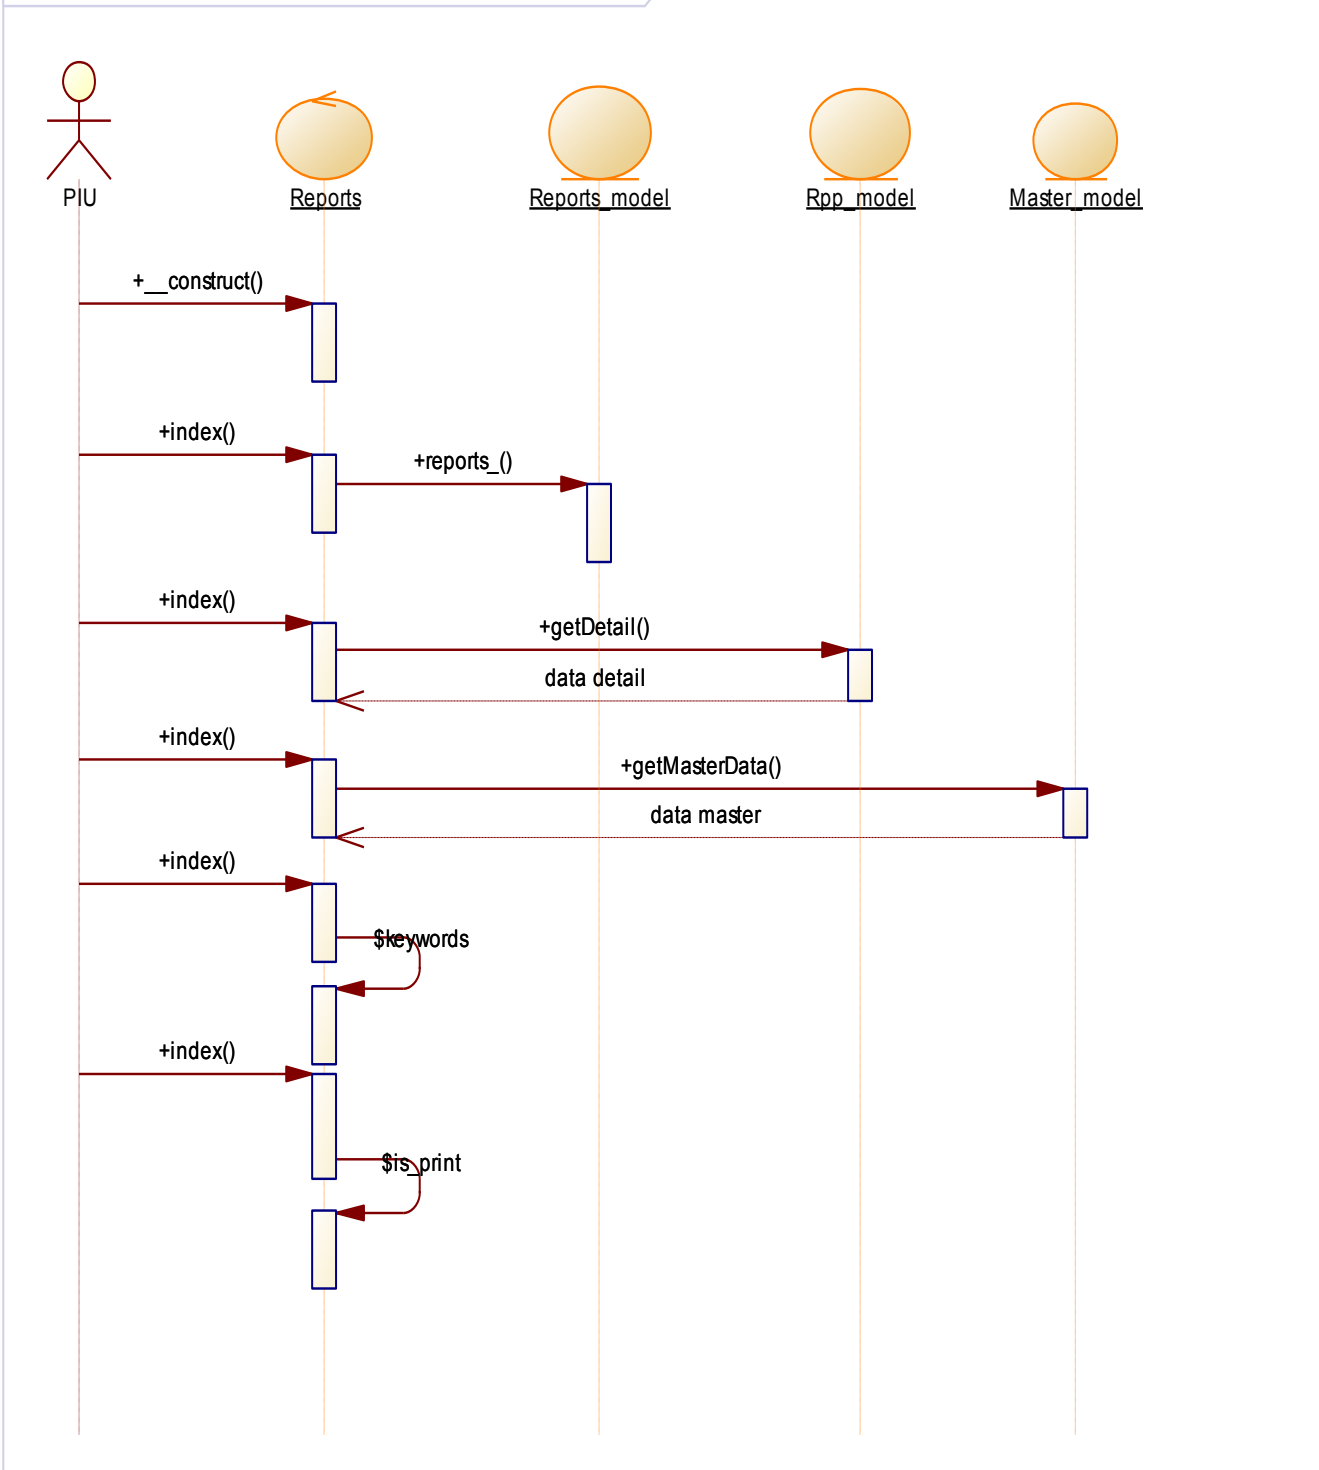 PIU
Reports
Reports_model
Rpp_model
Master_model
+__construct()
+index()
+reports_()
+index()
+getDetail()
data detail
+index()
+getMasterData()
data master
+index()
$keywords
+index()
$is_print